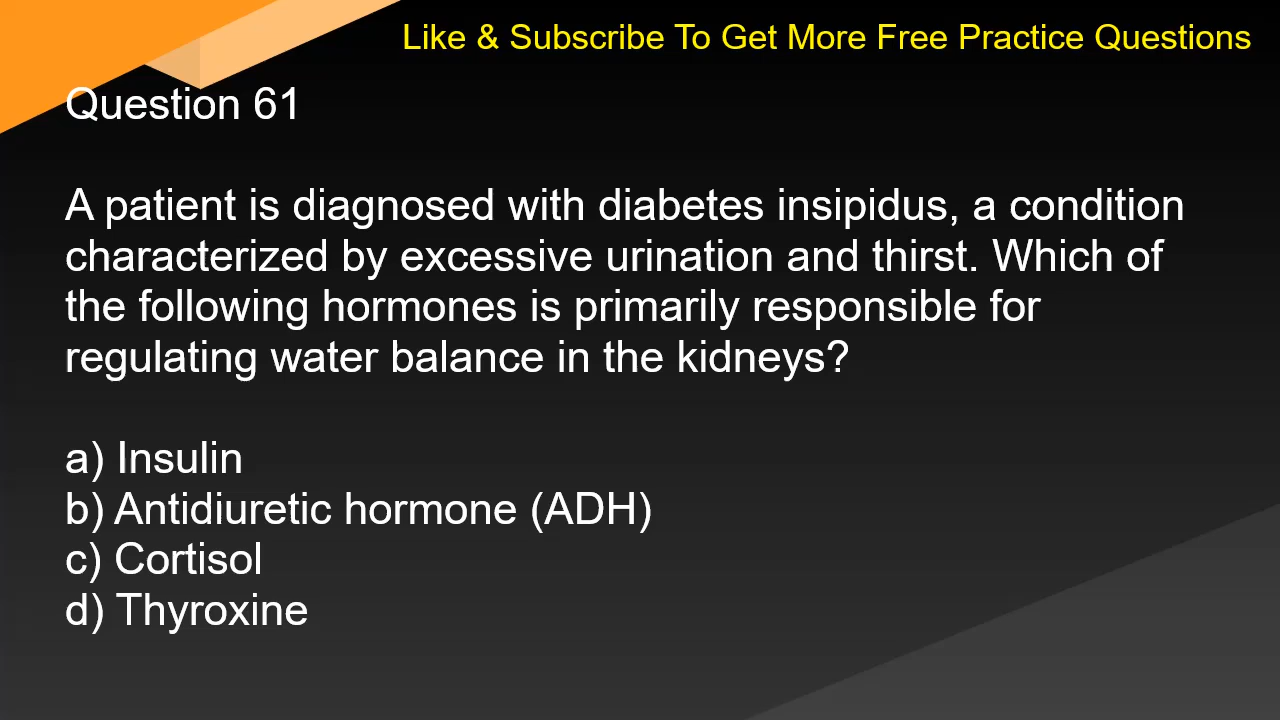 Like & Subscribe To Get More Free Practice Questions
Question 61
A patient is diagnosed with diabetes insipidus, a condition
characterized by excessive urination and thirst. Which of
the following hormones is primarily responsible for
regulating water balance in the kidneys?
a) Insulin
b) Antidiuretic hormone (ADH)
c) Cortisol
d) Thyroxine